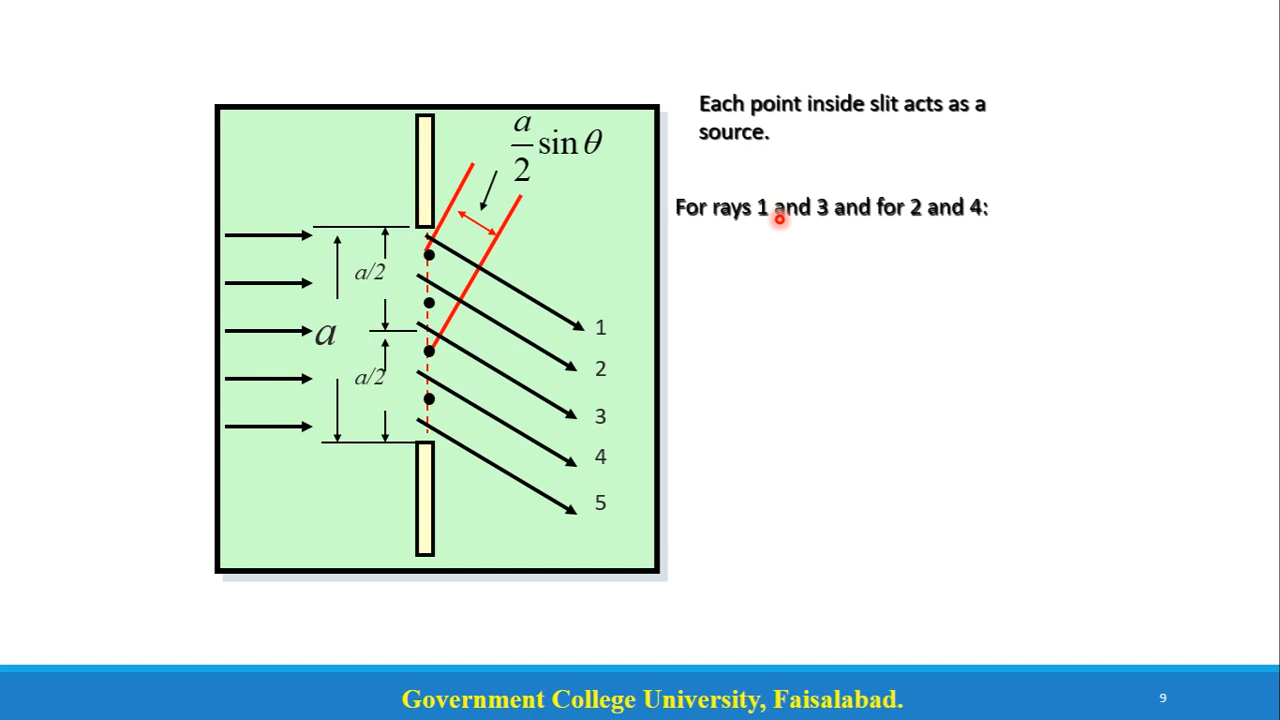 Each point inside slit acts as a
source.
For rays 1 and 3 and for 2 and 4:
a/2 sin θ
a/2
a
a/2
1
2
3
4
5
Government College University, Faisalabad.
9